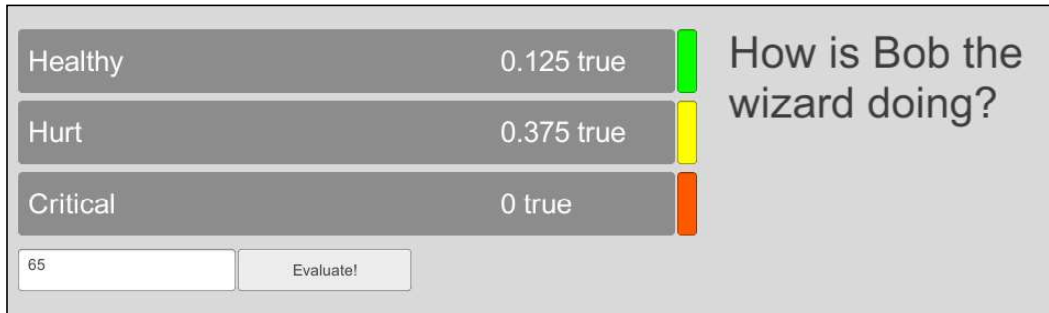 Healthy 0.125 true
Hurt 0.375 true
Critical 0 true
65 Evaluate!
How is Bob the
wizard doing?